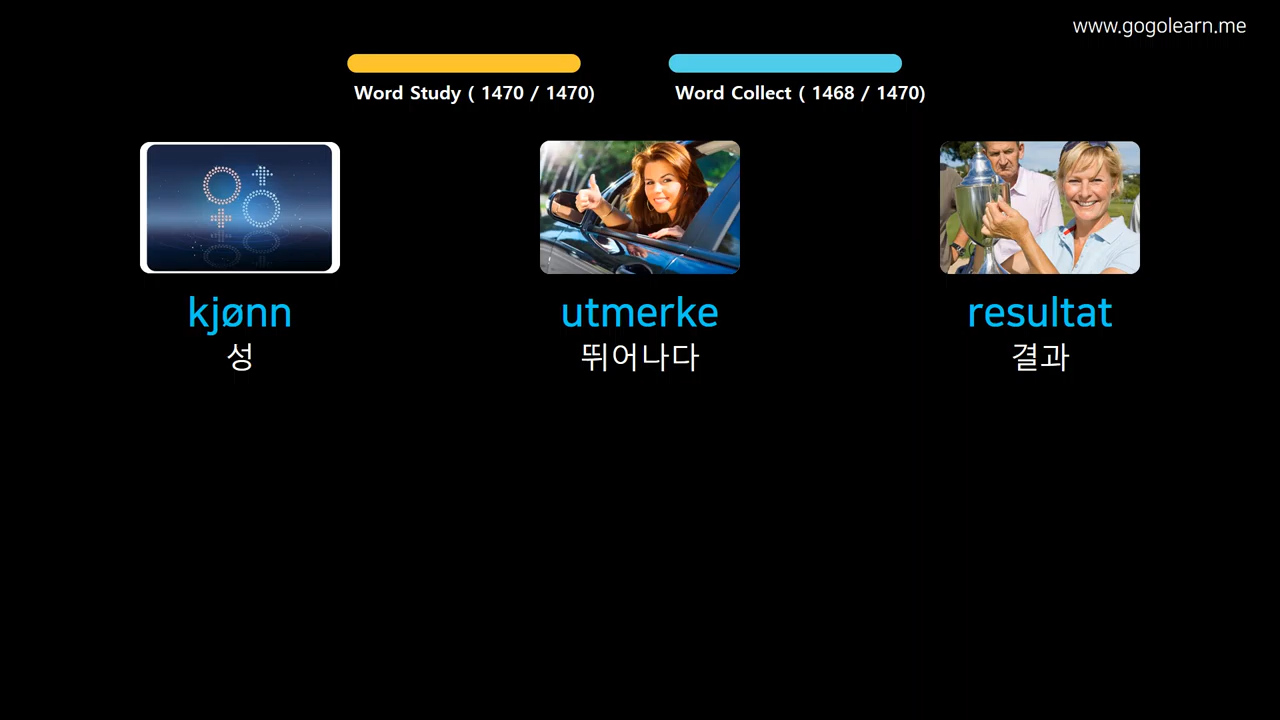 www.gogolearn.me
Word Study ( 1470 / 1470)
Word Collect ( 1468 / 1470)
kjønn
utmerke
resultat
성
뛰어나다
결과